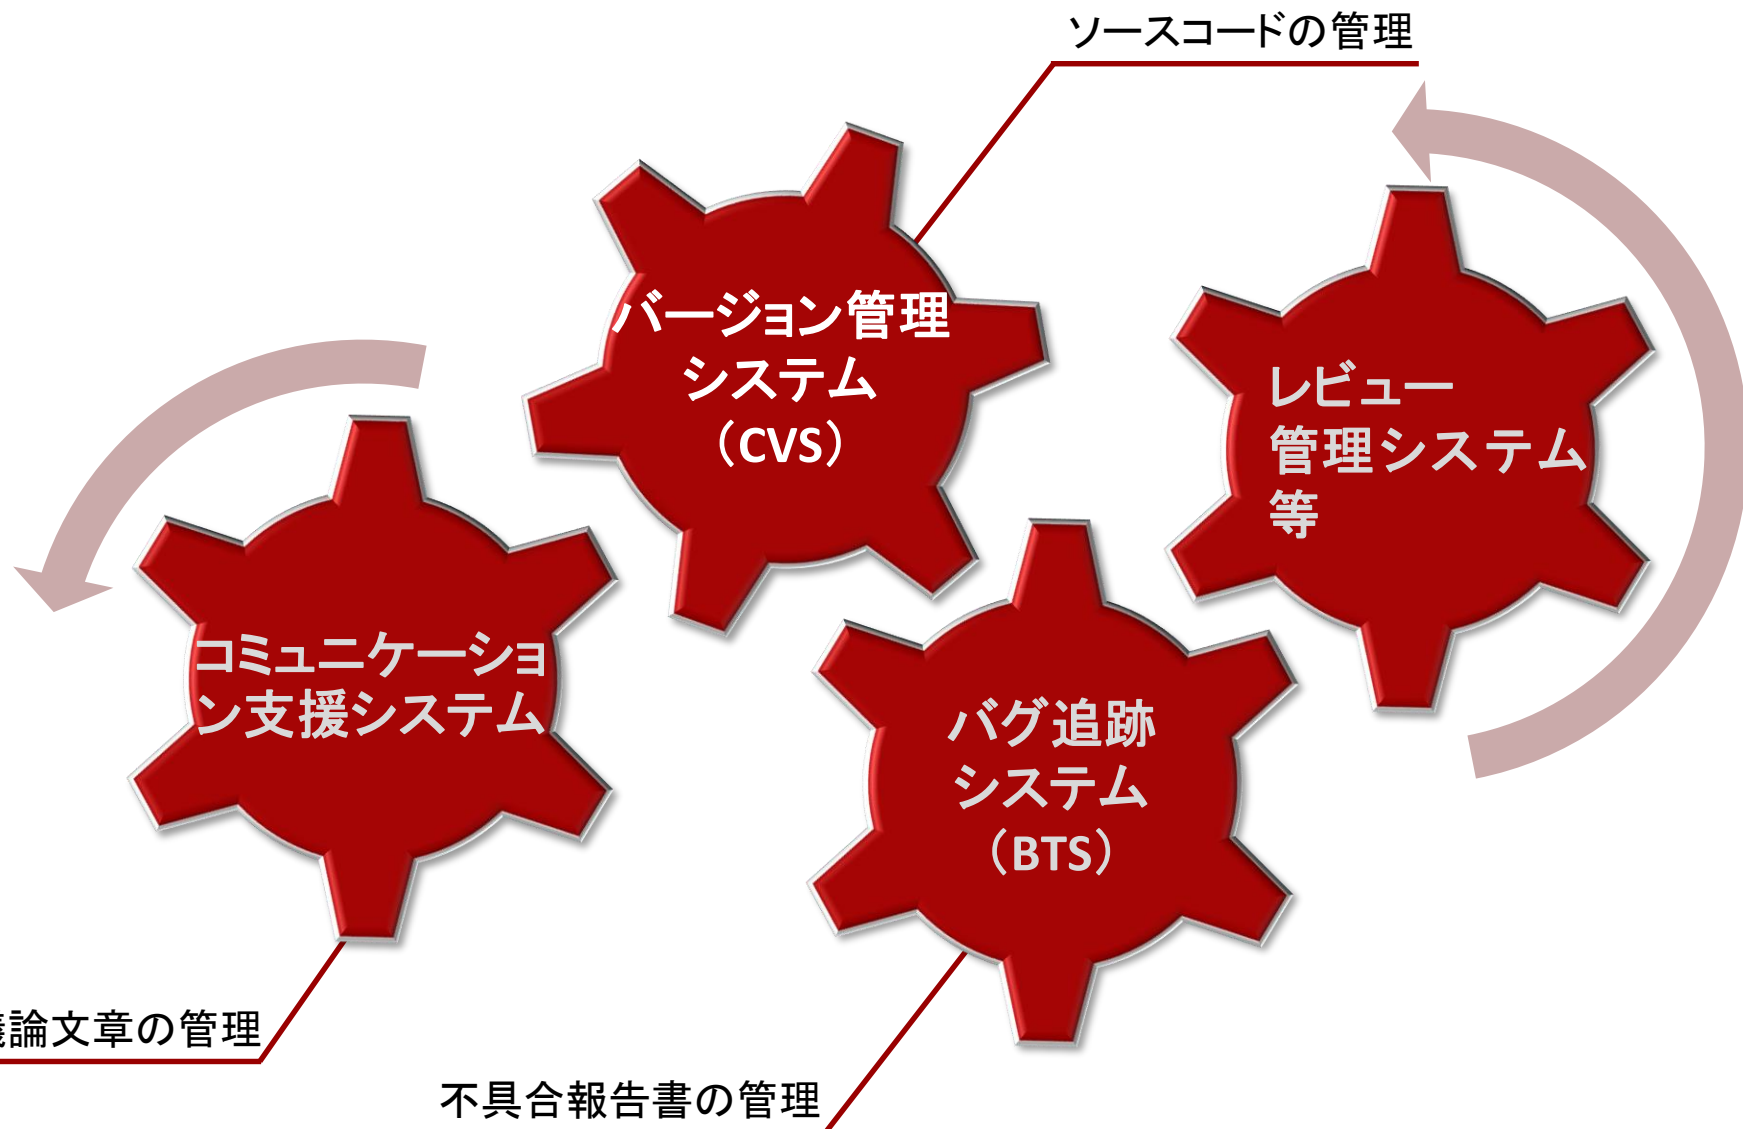 ソースコードの管理
バージョン管理
システム
（CVS）
レビュー
管理システム
等
コミュニケーショ
ン支援システム
バグ追跡
システム
（BTS）
論文章の管理
不具合報告書の管理